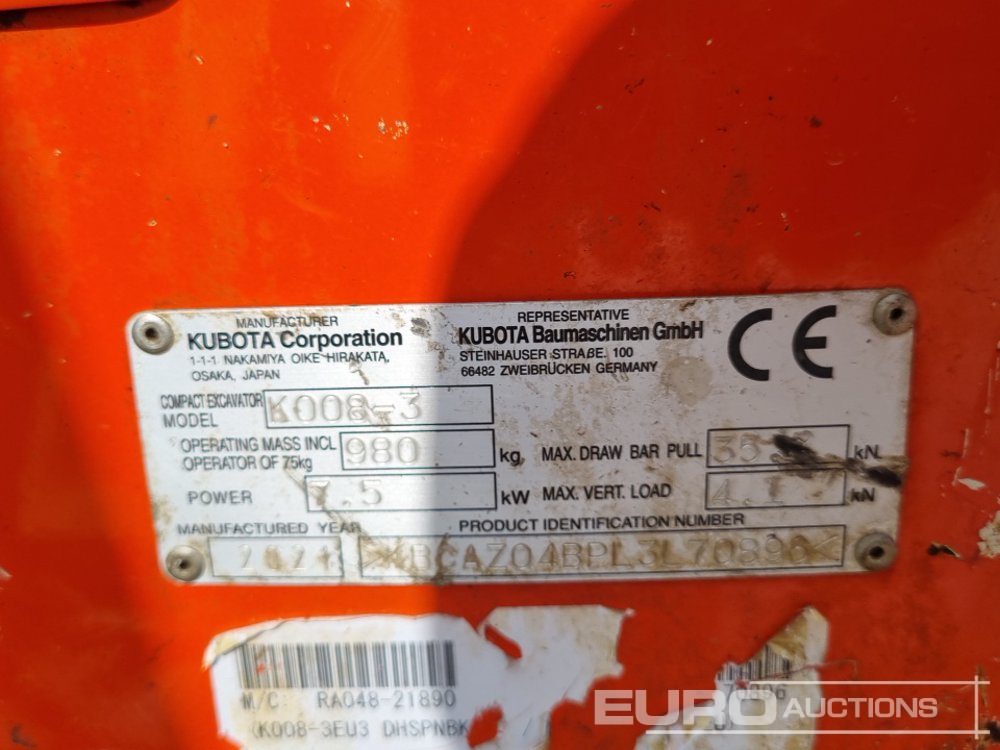 MANUFACTURER
KUBOTA Corporation
1-1-1 NAKAMIYA OIKE HIRAKATA,
OSAKA, JAPAN
REPRESENTATIVE
KUBOTA Baumaschinen GmbH
STEINHAUSER STRAßE. 100
66482 ZWEIBRÜCKEN GERMANY
CE
COMPACT EXCAVATOR
MODEL K008-3
OPERATING MASS INCL
OPERATOR OF 75kg 980 kg
MAX. DRAW BAR PULL kN
POWER 7.5 kW
MAX. VERT. LOAD 4.1 kN
MANUFACTURED YEAR
PRODUCT IDENTIFICATION NUMBER
KBCAZ04BPL3L70896<
M/C: RA048-21890
(K008-3EU3 DHSPNBK
70896
EURO AUCTIONS